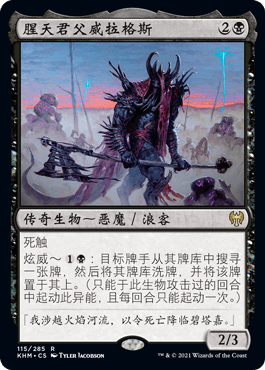 腥天君父威拉格斯 2
传奇生物～恶魔／浪客
死触
炫威～1：目标牌手从其牌库中搜寻
一张牌，然后将其牌库洗牌，并将该牌
置于其上。（只能于此生物攻击过的回合
中起动此异能，且每回合只能起动一次。）
「我涉越火焰河流，以令死亡降临碧塔嘉。」
2/3
115/285 R
KHM • CS TYLER JACOBSON
™ & © 2021 Wizards of the Coast